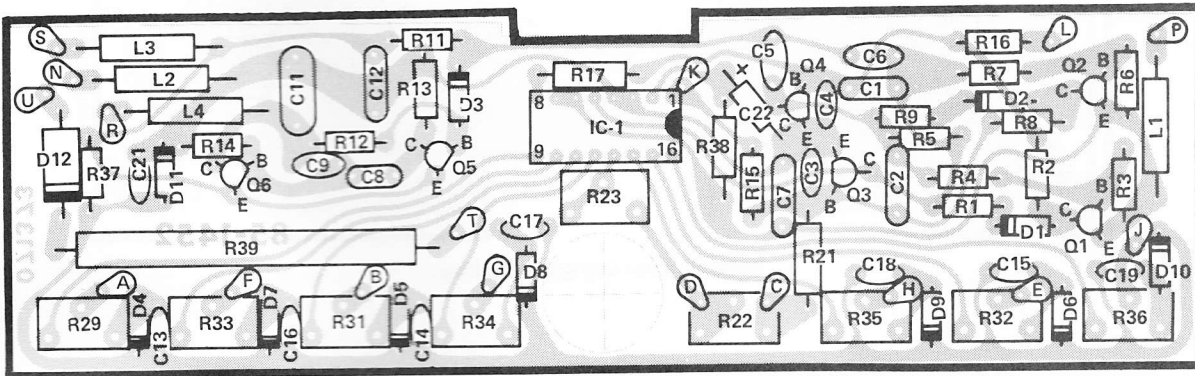 S
L3
R11
L
P
N
L2
C5
C6
R16
U
L4
C11
C12
R13
D3
R17
K
+
B
Q4
C1
R7
Q2
B
R6
R
8
1
C22
C4
D2
C
L1
D12
R14
R12
C
B
IC-1
R38
E
R9
R8
E
R37
C21
D11
C
B
C9
C8
Q5
9
16
E
R5
Q6
E
E
R15
C7
C3
C
Q3
C2
R4
R2
B
R3
R23
B
R1
C
071373
85-1452
T
C17
D1
Q1
E
J
R39
D8
R21
C18
C15
C19
D10
A
F
B
G
D
C
H
E
R29
D4
C13
R33
D7
C16
R31
D5
C14
R34
R22
R35
D9
R32
D6
R36